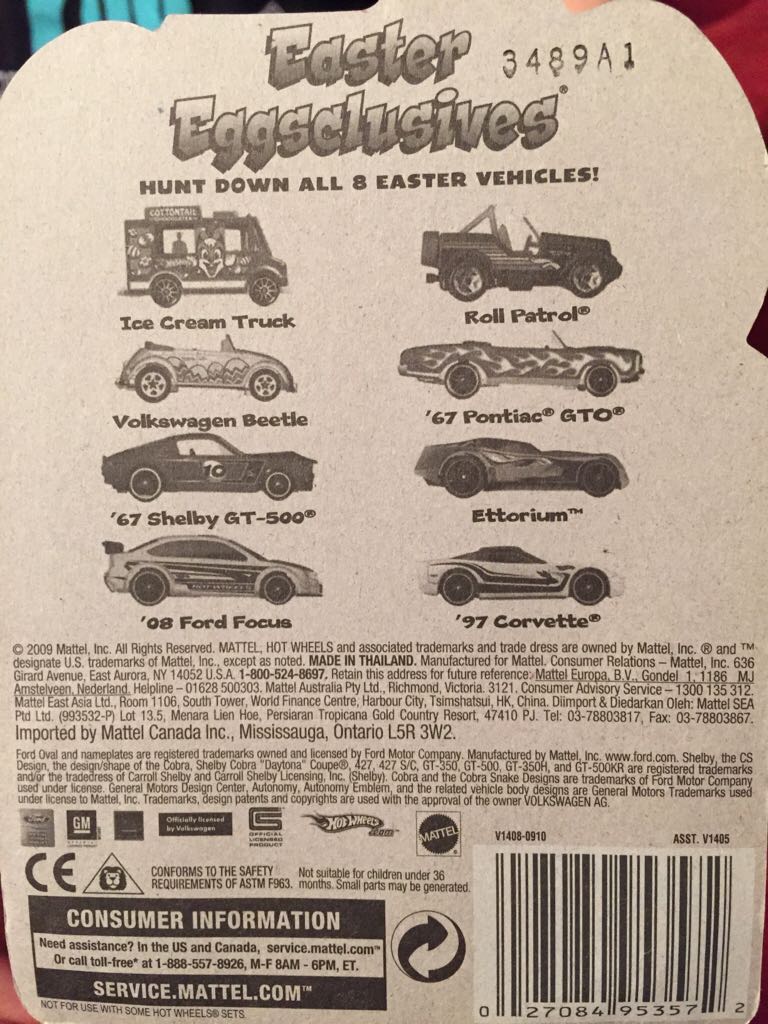 Easter 3489A1
Eggsclusives®
HUNT DOWN ALL 8 EASTER VEHICLES!
COTTONTAIL
Ice Cream Truck
Roll Patrol®
Volkswagen Beetle
'67 Pontiac® GTO®
10
'67 Shelby GT-500®
Ettorium™
HOT WHEELS
'08 Ford Focus
'97 Corvette®
© 2009 Mattel, Inc. All Rights Reserved. MATTEL, HOT WHEELS and associated trademarks and trade dress are owned by Mattel, Inc. ® and ™
designate U.S. trademarks of Mattel, Inc., except as noted. MADE IN THAILAND. Manufactured for Mattel. Consumer Relations – Mattel, Inc. 636
Girard Avenue, East Aurora, NY 14052 U.S.A. 1-800-524-8697. Retain this address for future reference: Mattel Europa, B.V., Gondel 1, 1186 MJ
Amstelveen, Nederland. Helpline – 01628 500303. Mattel Australia Pty Ltd., Richmond, Victoria. 3121. Consumer Advisory Service – 1300 135 312.
Mattel East Asia Ltd., Room 1106, South Tower, World Finance Centre, Harbour City, Tsimshatsui, HK, China. Diimport & Diedarkan Oleh: Mattel SEA
Ptd Ltd. (993532-P) Lot 13.5, Menara Lien Hoe, Persiaran Tropicana Gold Country Resort, 47410 PJ. Tel: 03-78803817, Fax: 03-78803867.
Imported by Mattel Canada Inc., Mississauga, Ontario L5R 3W2.
Ford Oval and nameplates are registered trademarks owned and licensed by Ford Motor Company. Manufactured by Mattel, Inc. www.ford.com. Shelby, the CS
Design, the design/shape of the Cobra, Shelby Cobra "Daytona" Coupe®, 427, 427 S/C, GT-350, GT-500, GT-350H, and GT-500KR are registered trademarks
and/or the tradedress of Carroll Shelby and Carroll Shelby Licensing, Inc. (Shelby). Cobra and the Cobra Snake Designs are trademarks of Ford Motor Company
used under license. General Motors Design Center, Autonomy, Autonomy Emblem, and the related vehicle body designs are General Motors Trademarks used
under license to Mattel, Inc. Trademarks, design patents and copyrights are used with the approval of the owner VOLKSWAGEN AG.
Ford
GM
Officially licensed
by Volkswagen
OFFICIAL
LICENSED
PRODUCT
HOT WHEELS
.com
MATTEL
V1408-0910 ASST. V1405
CE
CONFORMS TO THE SAFETY
REQUIREMENTS OF ASTM F963.
Not suitable for children under 36
months. Small parts may be generated.
CONSUMER INFORMATION
Need assistance? In the US and Canada, service.mattel.com™
Or call toll-free* at 1-888-557-8926, M-F 8AM - 6PM, ET.
SERVICE.MATTEL.COM™
NOT FOR USE WITH SOME HOT WHEELS® SETS.
0 27084 95357 2